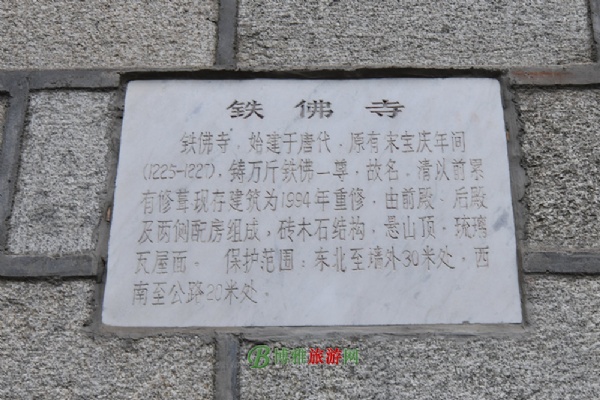 铁佛寺
铁佛寺，始建于唐代，原有宋宝庆年间
(1225-1227)，铸万斤铁佛一尊，故名。清以前累
有修葺现存建筑为1994年重修，由前殿、后殿
及两侧配房组成，砖木石结构，悬山顶，琉璃
瓦屋面。 保护范围：东北至墙外30米处，西
南至公路20米处。
博雅旅游网